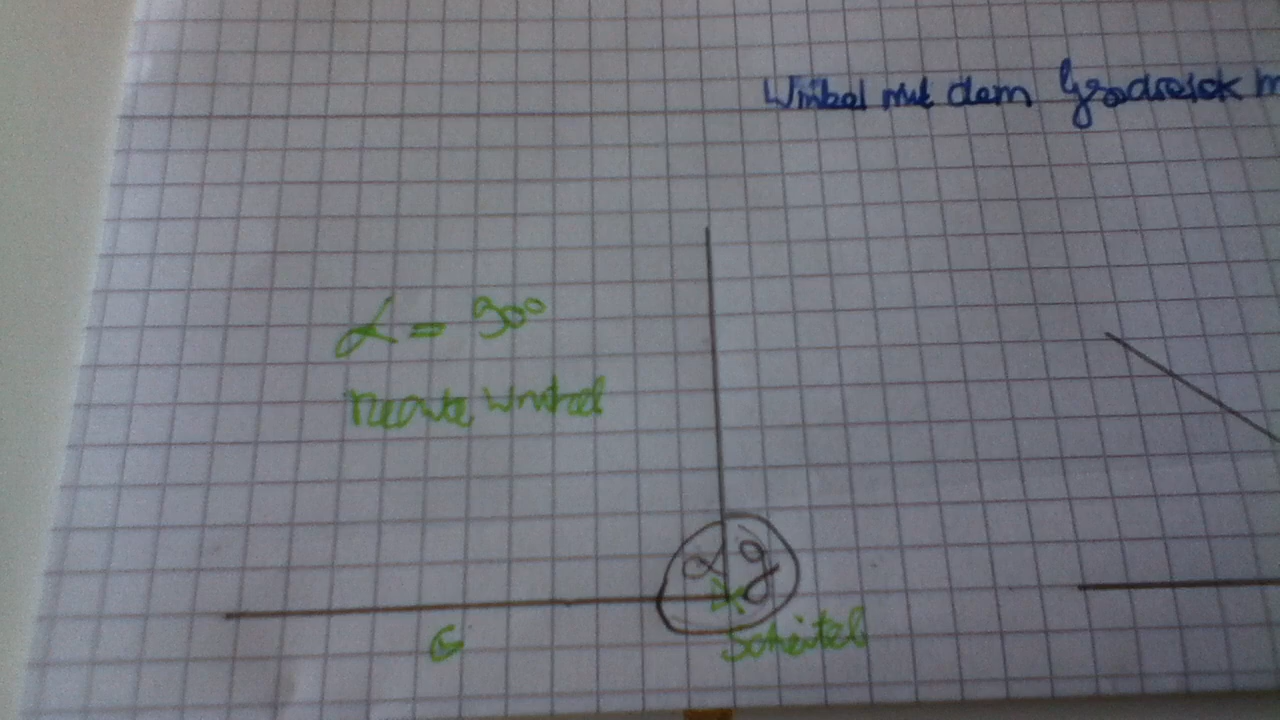 Winkel mit dem Geodreieck m
α = 90°
rechte Winkel
α
g
G
Scheitel